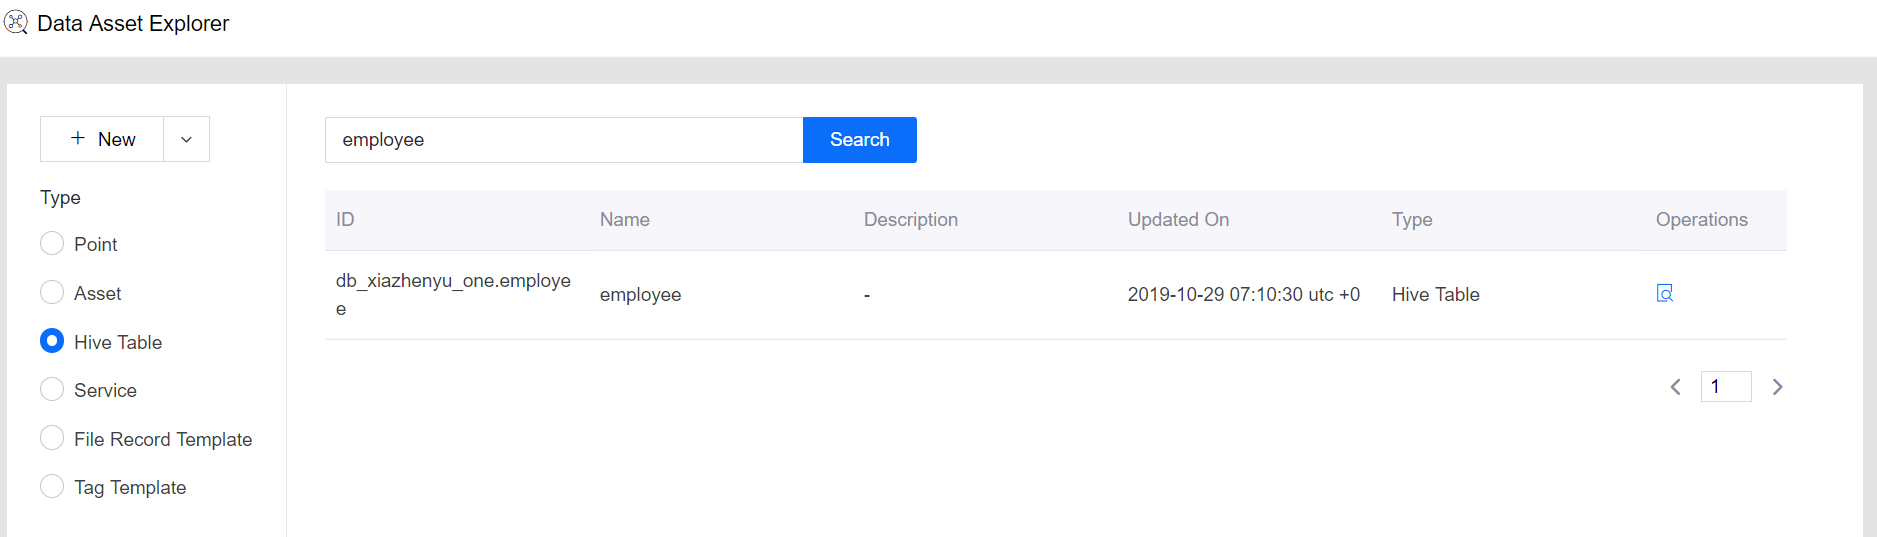 Data Asset Explorer
New
Type
Point
Asset
Hive Table
Service
File Record Template
Tag Template
employee
Search
ID Name Description Updated On Type Operations
db_xiazhenyu_one.employe
e
employee - 2019-10-29 07:10:30 utc +0 Hive Table
1